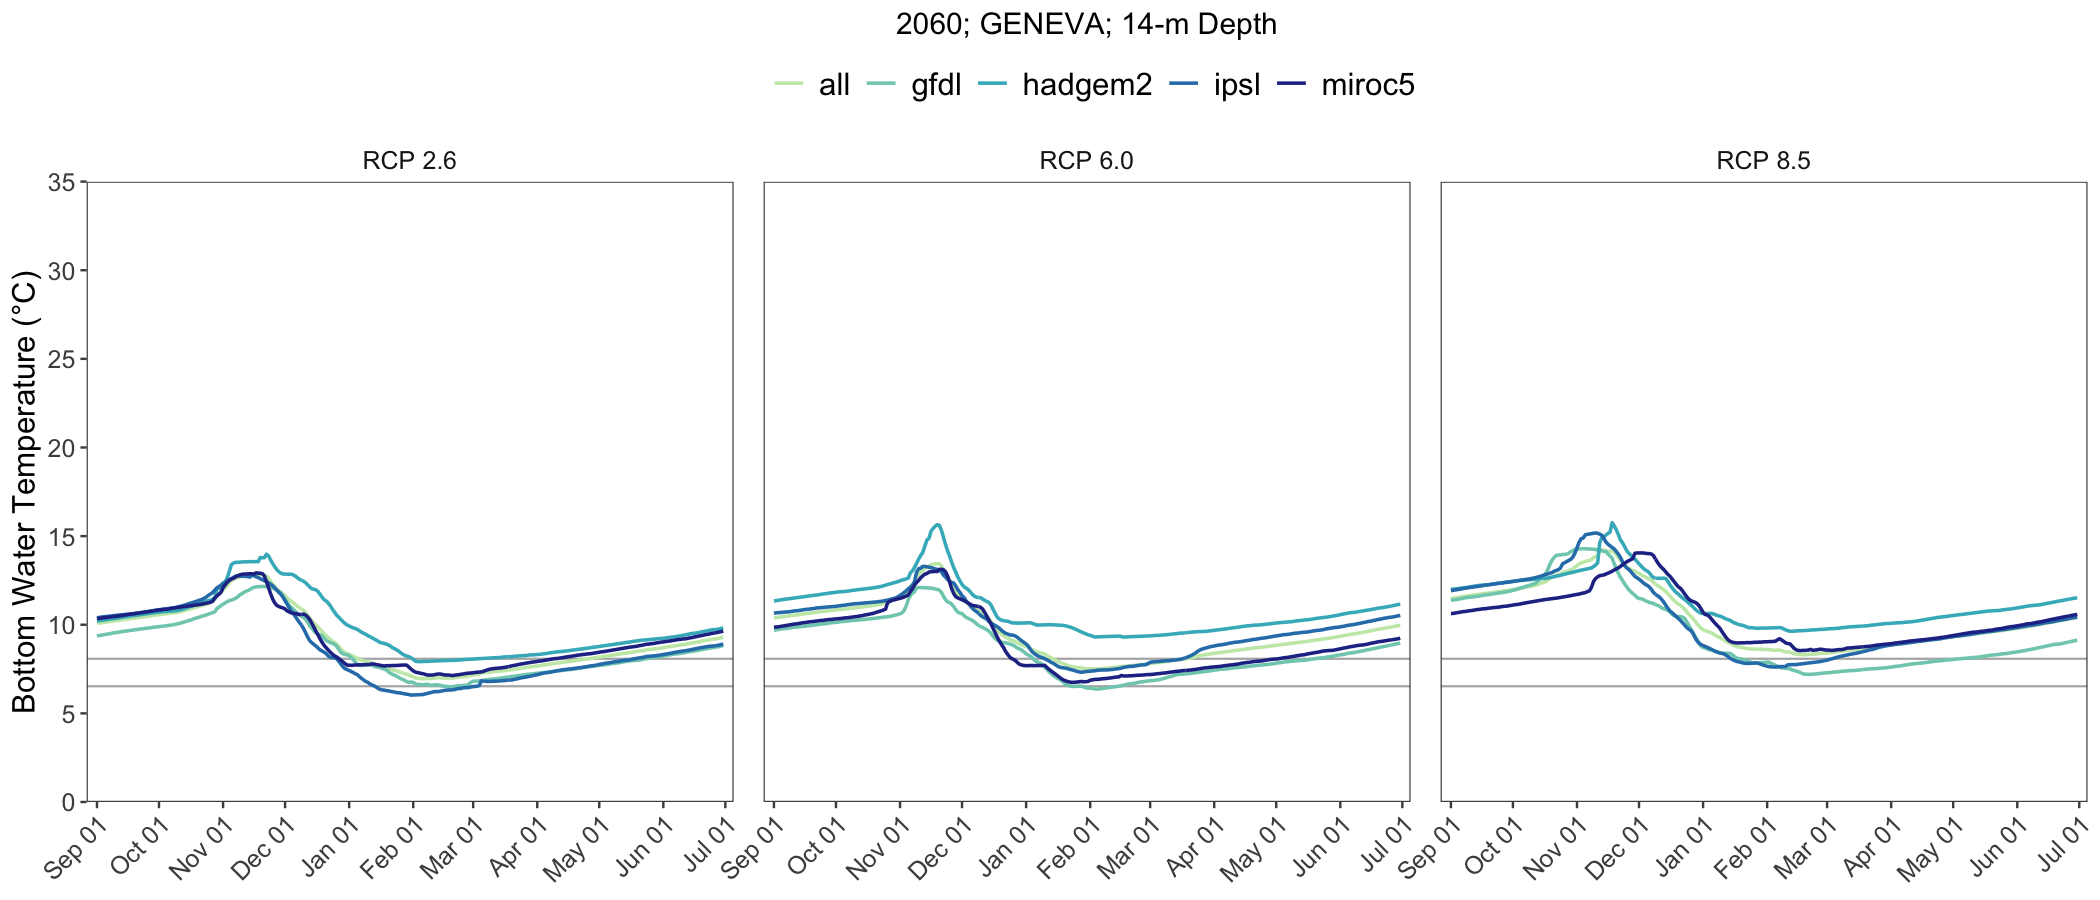 2060; GENEVA; 14-m Depth
all gfdl hadgem2 ipsl miroc5
RCP 2.6 RCP 6.0 RCP 8.5
Bottom Water Temperature (°C)
35
30
25
20
15
10
5
0
Sep 01 Oct 01 Nov 01 Dec 01 Jan 01 Feb 01 Mar 01 Apr 01 May 01 Jun 01 Jul 01
Sep 01 Oct 01 Nov 01 Dec 01 Jan 01 Feb 01 Mar 01 Apr 01 May 01 Jun 01 Jul 01
Sep 01 Oct 01 Nov 01 Dec 01 Jan 01 Feb 01 Mar 01 Apr 01 May 01 Jun 01 Jul 01